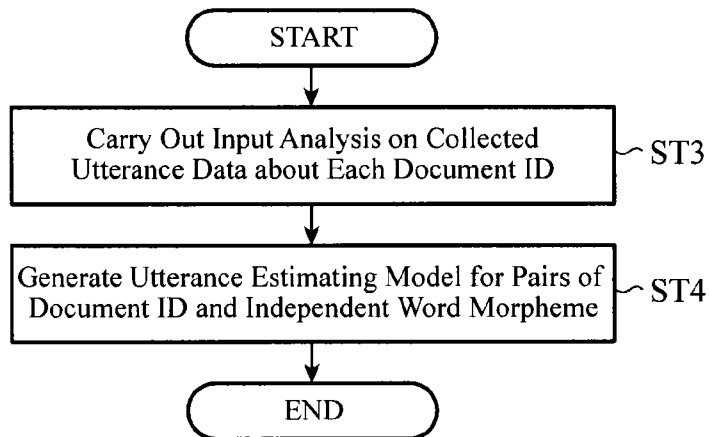 START
Carry Out Input Analysis on Collected
Utterance Data about Each Document ID
ST3
Generate Utterance Estimating Model for Pairs of
Document ID and Independent Word Morpheme
ST4
END